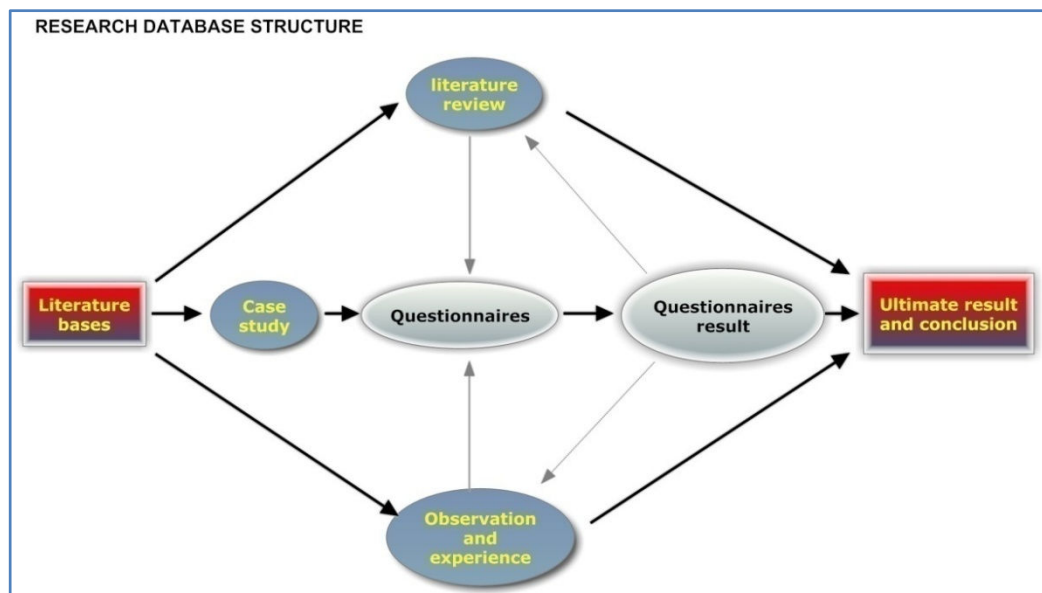 RESEARCH DATABASE STRUCTURE
literature
review
Literature
bases
Case
study
Questionnaires
Questionnaires
result
Ultimate result
and conclusion
Observation
and
experience